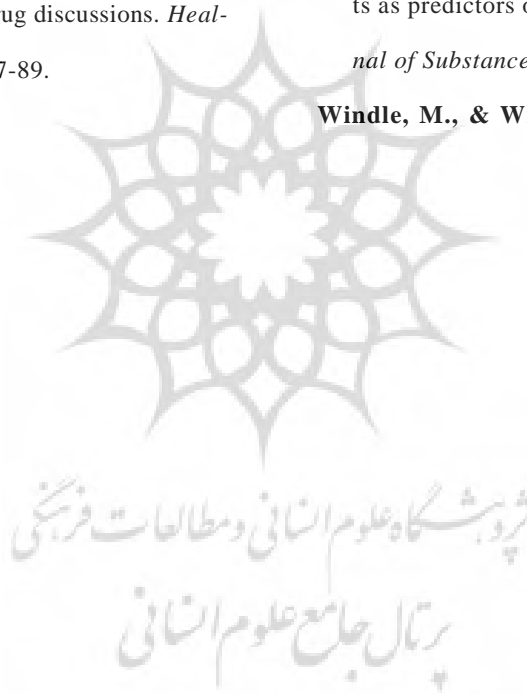 rug discussions. Heal-
7-89.
ts as predictors o
nal of Substance
Windle, M., & W
پژوهشگاه علوم انسانی و مطالعات فرهنگی
پرتال جامع علوم انسانی